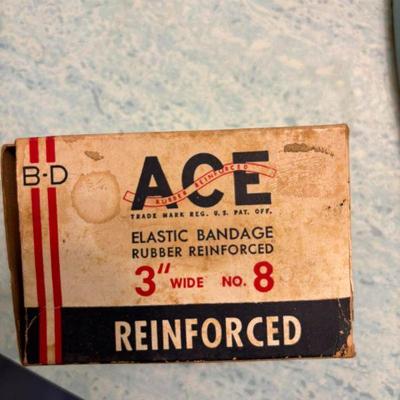 B-D
ACE
RUBBER REINFORCED
TRADE MARK REG. U.S. PAT. OFF.
ELASTIC BANDAGE
RUBBER REINFORCED
3" WIDE NO. 8
REINFORCED